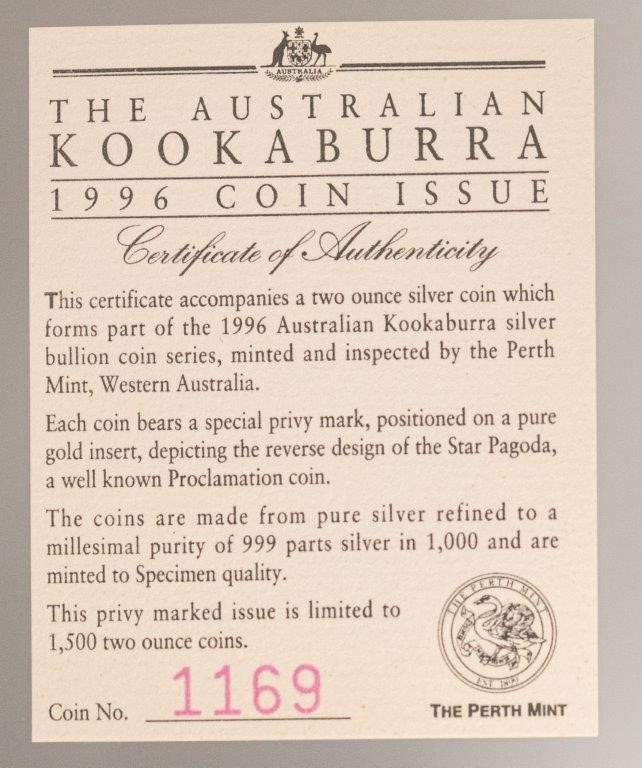 AUSTRALIA
THE AUSTRALIAN
KOOKABURRA
1996 COIN ISSUE
Certificate of Authenticity
This certificate accompanies a two ounce silver coin which
forms part of the 1996 Australian Kookaburra silver
bullion coin series, minted and inspected by the Perth
Mint, Western Australia.
Each coin bears a special privy mark, positioned on a pure
gold insert, depicting the reverse design of the Star Pagoda,
a well known Proclamation coin.
The coins are made from pure silver refined to a
millesimal purity of 999 parts silver in 1,000 and are
minted to Specimen quality.
This privy marked issue is limited to
1,500 two ounce coins.
THE PERTH MINT
EST 1899
Coin No. 1169
THE PERTH MINT